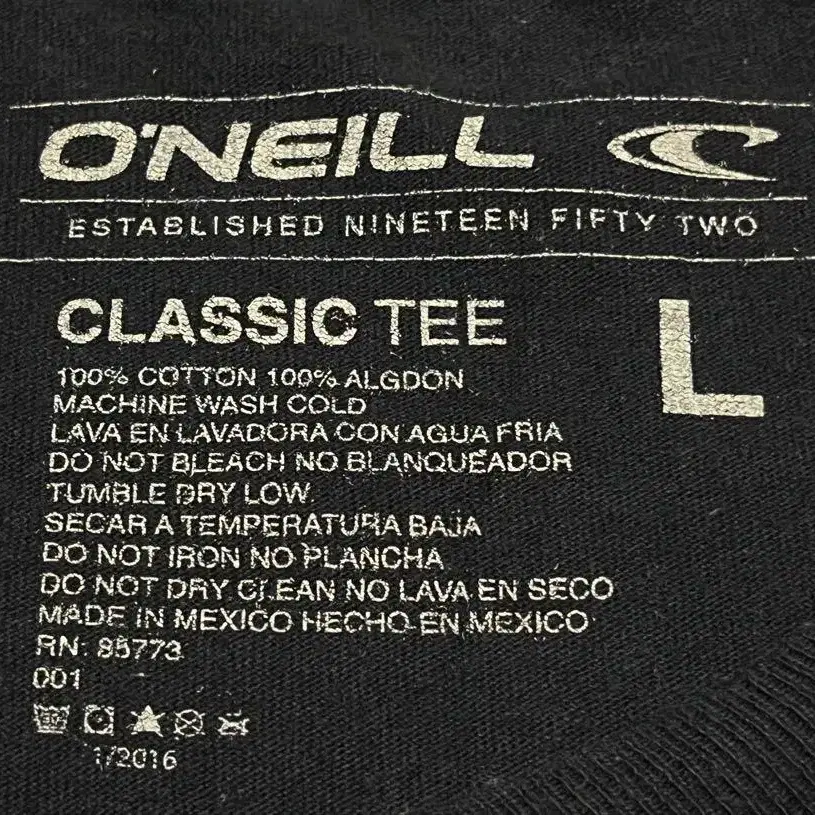 O'NEILL
ESTABLISHED NINETEEN FIFTY TWO
CLASSIC TEE
L
100% COTTON 100% ALGDON
MACHINE WASH COLD
LAVA EN LAVADORA CON AGUA FRIA
DO NOT BLEACH NO BLANQUEADOR
TUMBLE DRY LOW.
SECAR A TEMPERATURA BAJA
DO NOT IRON NO PLANCHA
DO NOT DRY CLEAN NO LAVA EN SECO
MADE IN MEXICO HECHO EN MEXICO
RN: 85773
001
1/2016